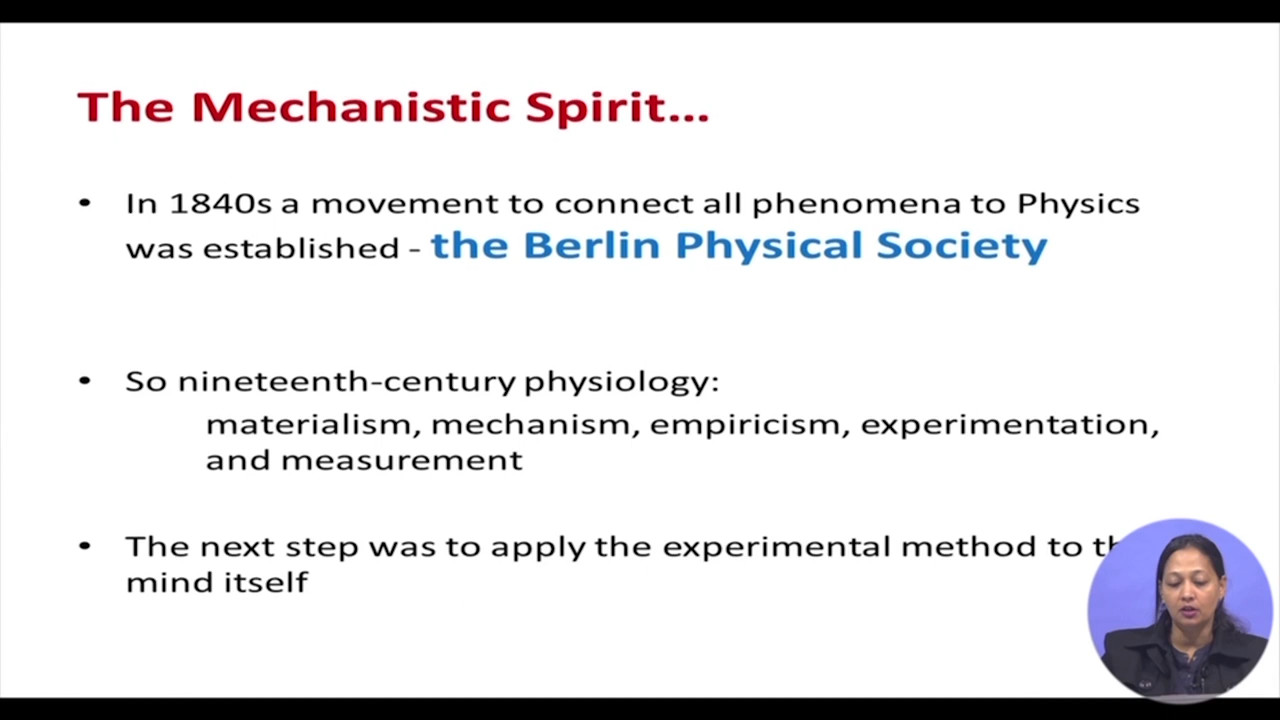 The Mechanistic Spirit...
• In 1840s a movement to connect all phenomena to Physics
was established - the Berlin Physical Society
• So nineteenth-century physiology:
materialism, mechanism, empiricism, experimentation,
and measurement
• The next step was to apply the experimental method to
mind itself